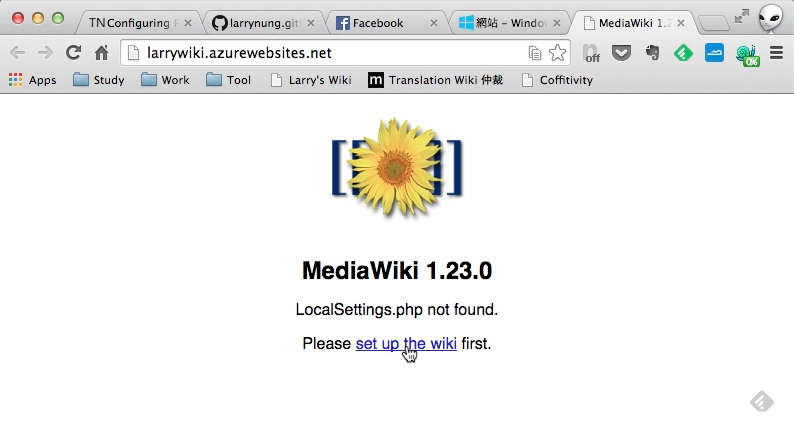 TN Configuring
larrynung.git
Facebook
網站 – Window
MediaWiki 1.2
larrywiki.azurewebsites.net
off
0%
Apps
Study
Work
Tool
Larry's Wiki
m
Translation Wiki 仲裁
Coffitivity
MediaWiki 1.23.0
LocalSettings.php not found.
Please set up the wiki first.